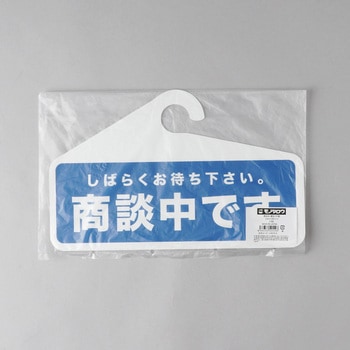 しばらくお待ち下さい。
商談中です
モノタロウ